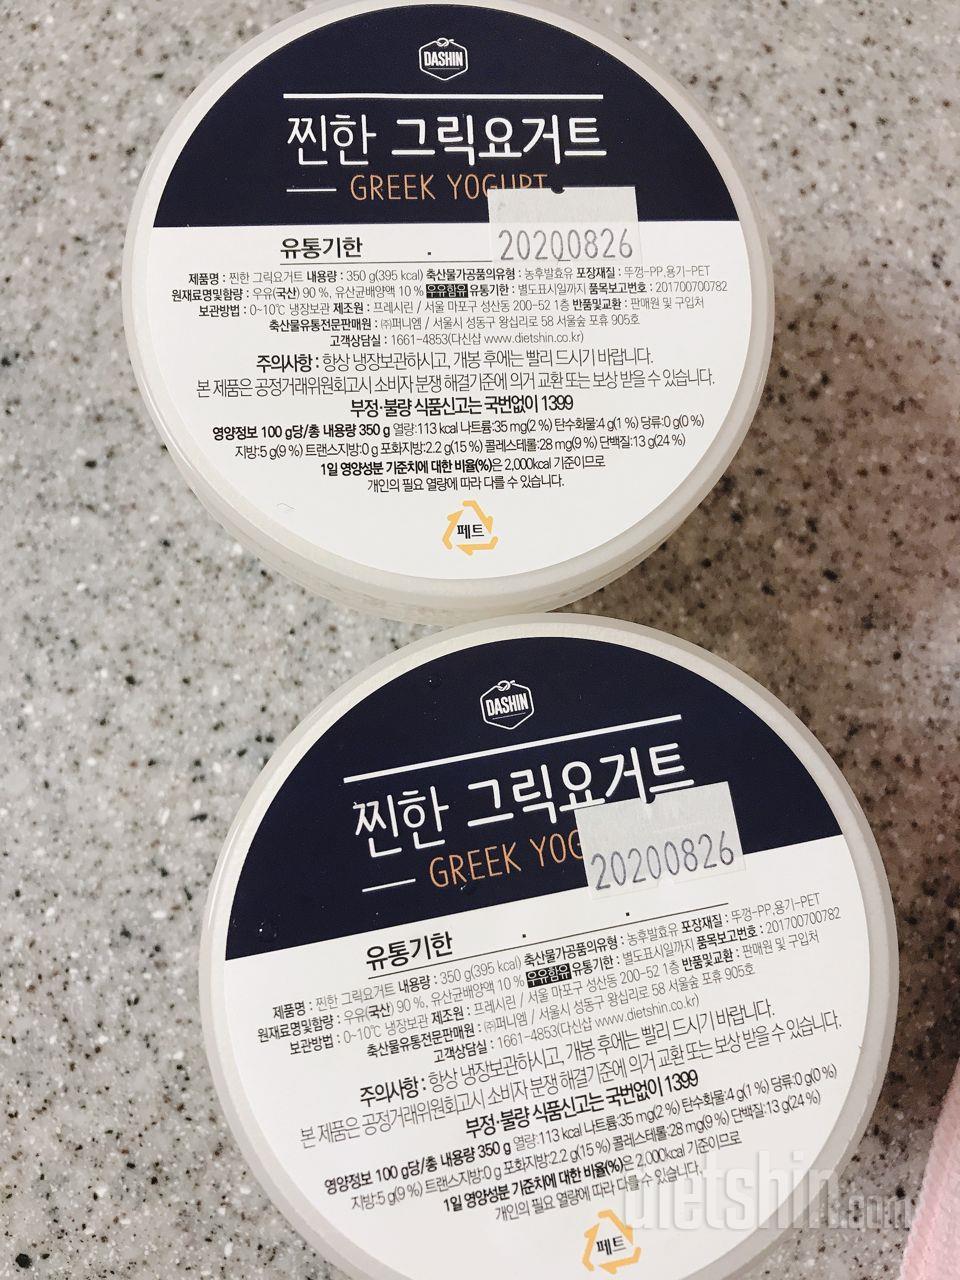 DASHIN
찐한 그릭요거트
GREEK YOGURT
20200826
유통기한 .
제품명 : 찐한 그릭요거트 내용량 : 350 g(395 kcal) 축산물가공품의유형 : 농후발효유 포장재질 : 뚜껑-PP,용기-PET
원재료명및함량 : 우유(국산) 90 %, 유산균배양액 10 % 우유함유 유통기한 : 별도표시일까지 품목보고번호 : 201700700782
보관방법 : 0~10℃ 냉장보관 제조원 : 프레시린 / 서울 마포구 성산동 200-52 1층 반품및교환 : 판매원 및 구입처
축산물유통전문판매원 : ㈜퍼니엠 / 서울시 성동구 왕십리로 58 서울숲 포휴 905호
고객상담실 : 1661-4853(다신샵 www.dietshin.co.kr)
주의사항 : 항상 냉장보관하시고, 개봉 후에는 빨리 드시기 바랍니다.
본 제품은 공정거래위원회고시 소비자 분쟁 해결기준에 의거 교환 또는 보상 받을 수 있습니다.
부정·불량 식품신고는 국번없이 1399
영양정보 100 g당/총 내용량 350 g 열량:113 kcal 나트륨:35 mg(2 %) 탄수화물:4 g(1 %) 당류:0 g(0 %)
지방:5 g(9 %) 트랜스지방:0 g 포화지방:2.2 g(15 %) 콜레스테롤:28 mg(9 %) 단백질:13 g(24 %)
1일 영양성분 기준치에 대한 비율(%)은 2,000kcal 기준이므로
개인의 필요 열량에 따라 다를 수 있습니다.
페트
DASHIN
찐한 그릭요거트
GREEK YOG
20200826
유통기한 . .
제품명 : 찐한 그릭요거트 내용량 : 350 g(395 kcal) 축산물가공품의유형 : 농후발효유 포장재질 : 뚜껑-PP,용기-PET
원재료명및함량 : 우유(국산) 90 %, 유산균배양액 10 % 우유함유 유통기한 : 별도표시일까지 품목보고번호 : 201700700782
보관방법 : 0~10℃ 냉장보관 제조원 : 프레시린 / 서울 마포구 성산동 200-52 1층 반품및교환 : 판매원 및 구입처
축산물유통전문판매원 : ㈜퍼니엠 / 서울시 성동구 왕십리로 58 서울숲 포휴 905호
고객상담실 : 1661-4853(다신샵 www.dietshin.co.kr)
주의사항 : 항상 냉장보관하시고, 개봉 후에는 빨리 드시기 바랍니다.
본 제품은 공정거래위원회고시 소비자 분쟁 해결기준에 의거 교환 또는 보상 받을 수 있습니다.
부정·불량 식품신고는 국번없이 1399
영양정보 100 g당/총 내용량 350 g 열량:113 kcal 나트륨:35 mg(2 %) 탄수화물:4 g(1 %) 당류:0 g(0 %)
지방:5 g(9 %) 트랜스지방:0 g 포화지방:2.2 g(15 %) 콜레스테롤:28 mg(9 %) 단백질:13 g(24 %)
1일 영양성분 기준치에 대한 비율(%)은 2,000kcal 기준이므로
개인의 필요 열량에 따라 다를 수 있습니다.
페트
dietshin.com